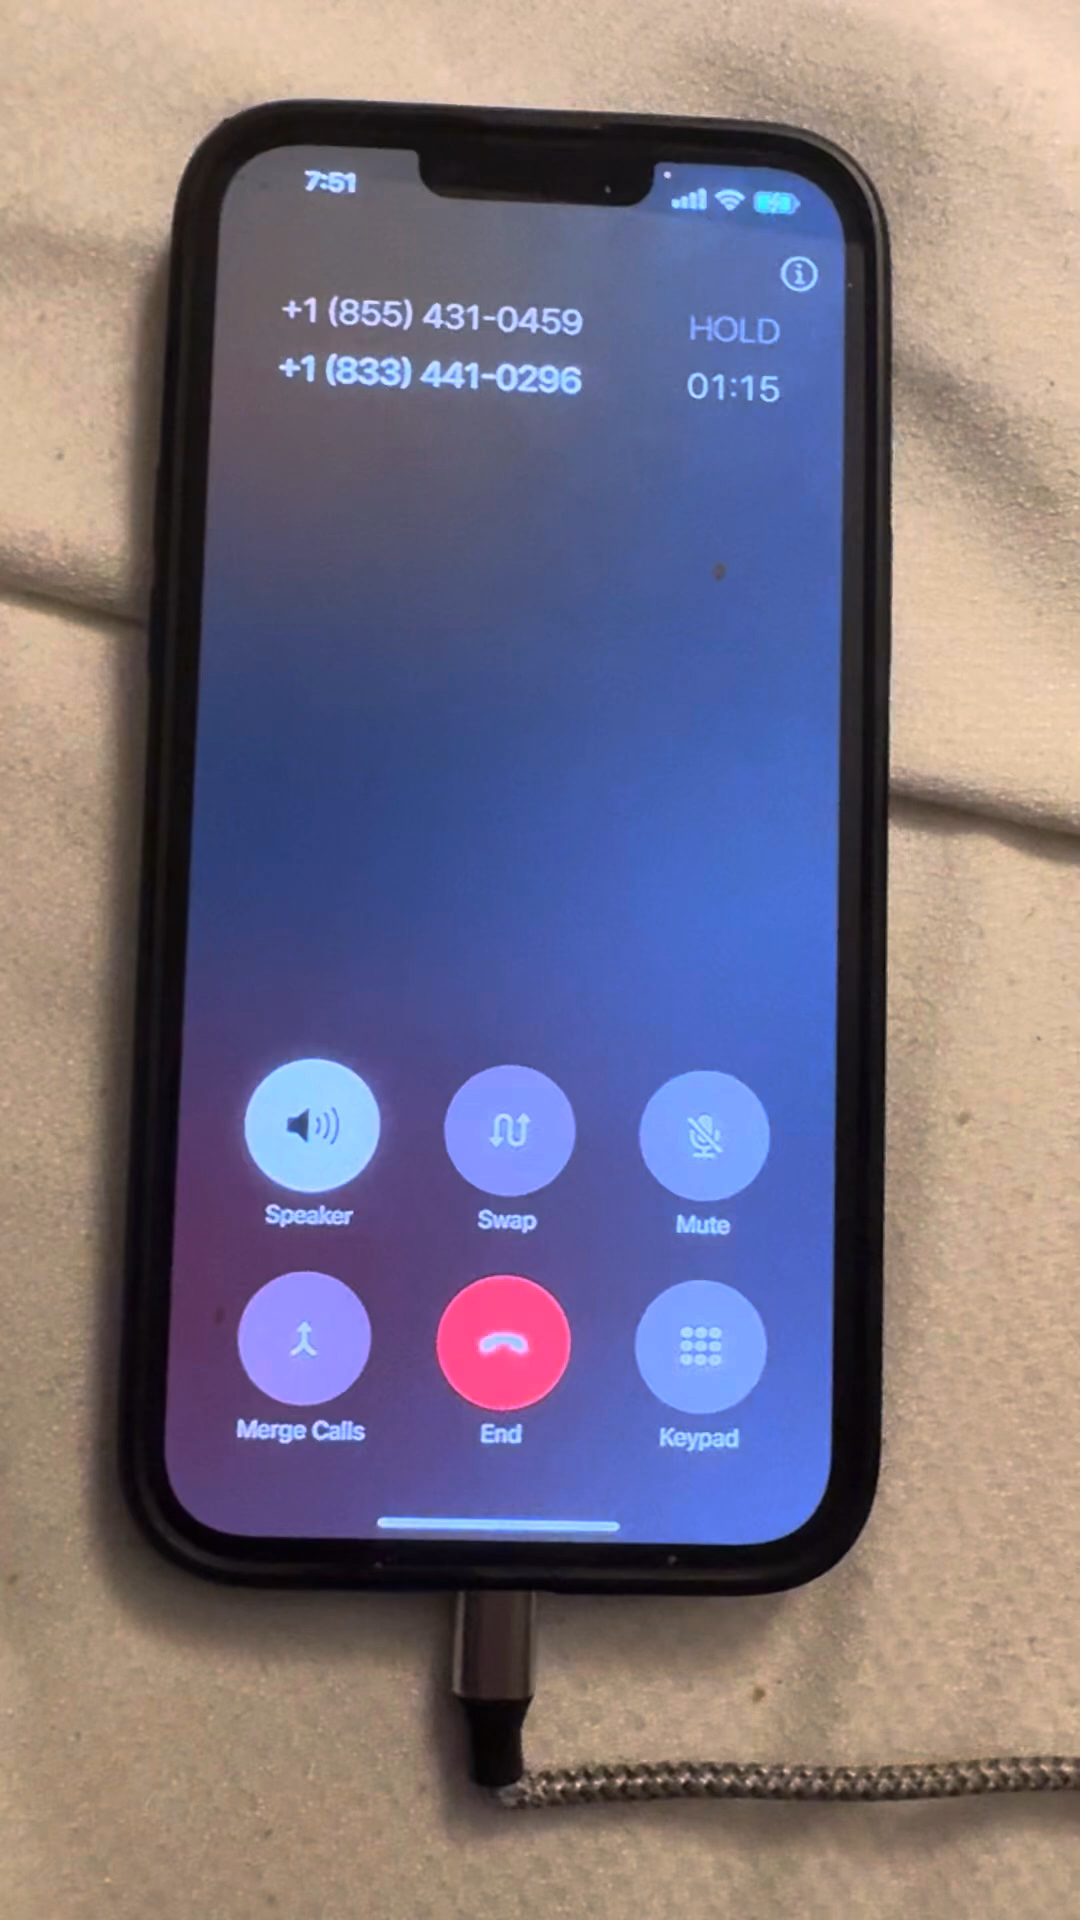 7:51
+1 (855) 431-0459 HOLD
+1 (833) 441-0296 01:15
Speaker Swap Mute
Merge Calls End Keypad